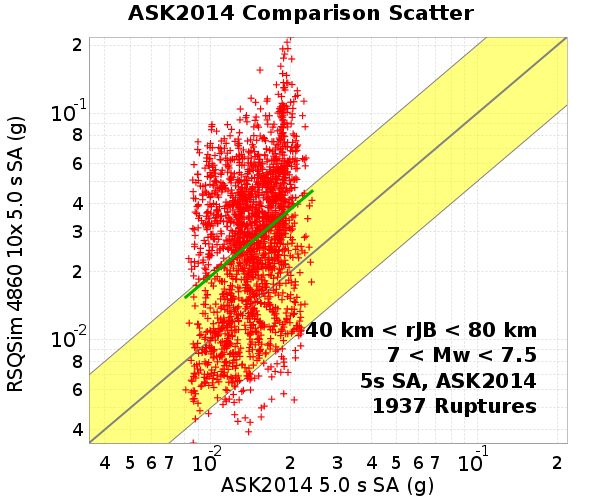 ASK2014 Comparison Scatter
RSQSim 4860 10x 5.0 s SA (g)
2
10-1
8
6
4
3
2
10-2
8
6
4
40 km < rJB < 80 km
7 < Mw < 7.5
5s SA, ASK2014
1937 Ruptures
4 5 6 7 10-2 2 3 4 5 6 7 10-1 2
ASK2014 5.0 s SA (g)